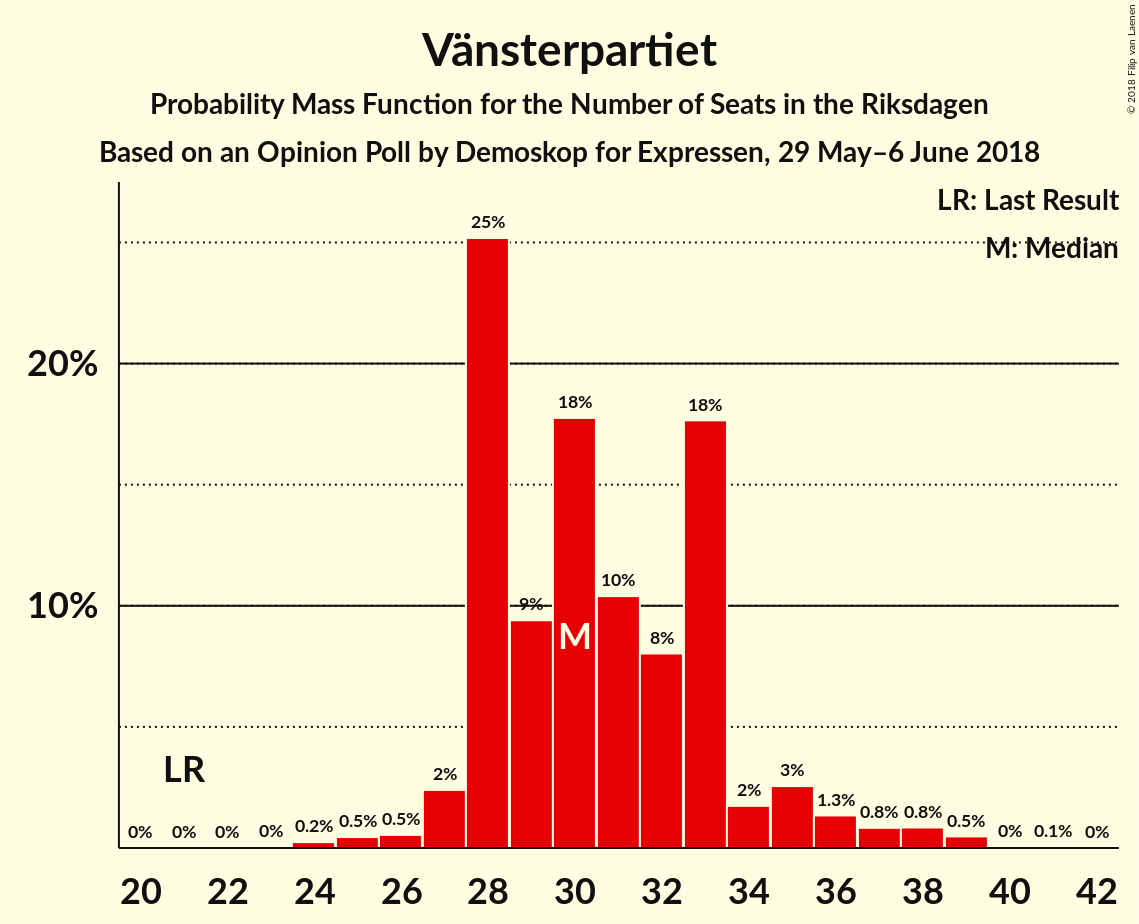 Vänsterpartiet
Probability Mass Function for the Number of Seats in the Riksdagen
Based on an Opinion Poll by Demoskop for Expressen, 29 May–6 June 2018
© 2018 Filip van Laenen
LR: Last Result
M: Median
20%
10%
LR
M
0% 0% 0% 0% 0.2% 0.5% 0.5% 2% 25% 9% 18% 10% 8% 18% 2% 3% 1.3% 0.8% 0.8% 0.5% 0% 0.1% 0%
20 22 24 26 28 30 32 34 36 38 40 42